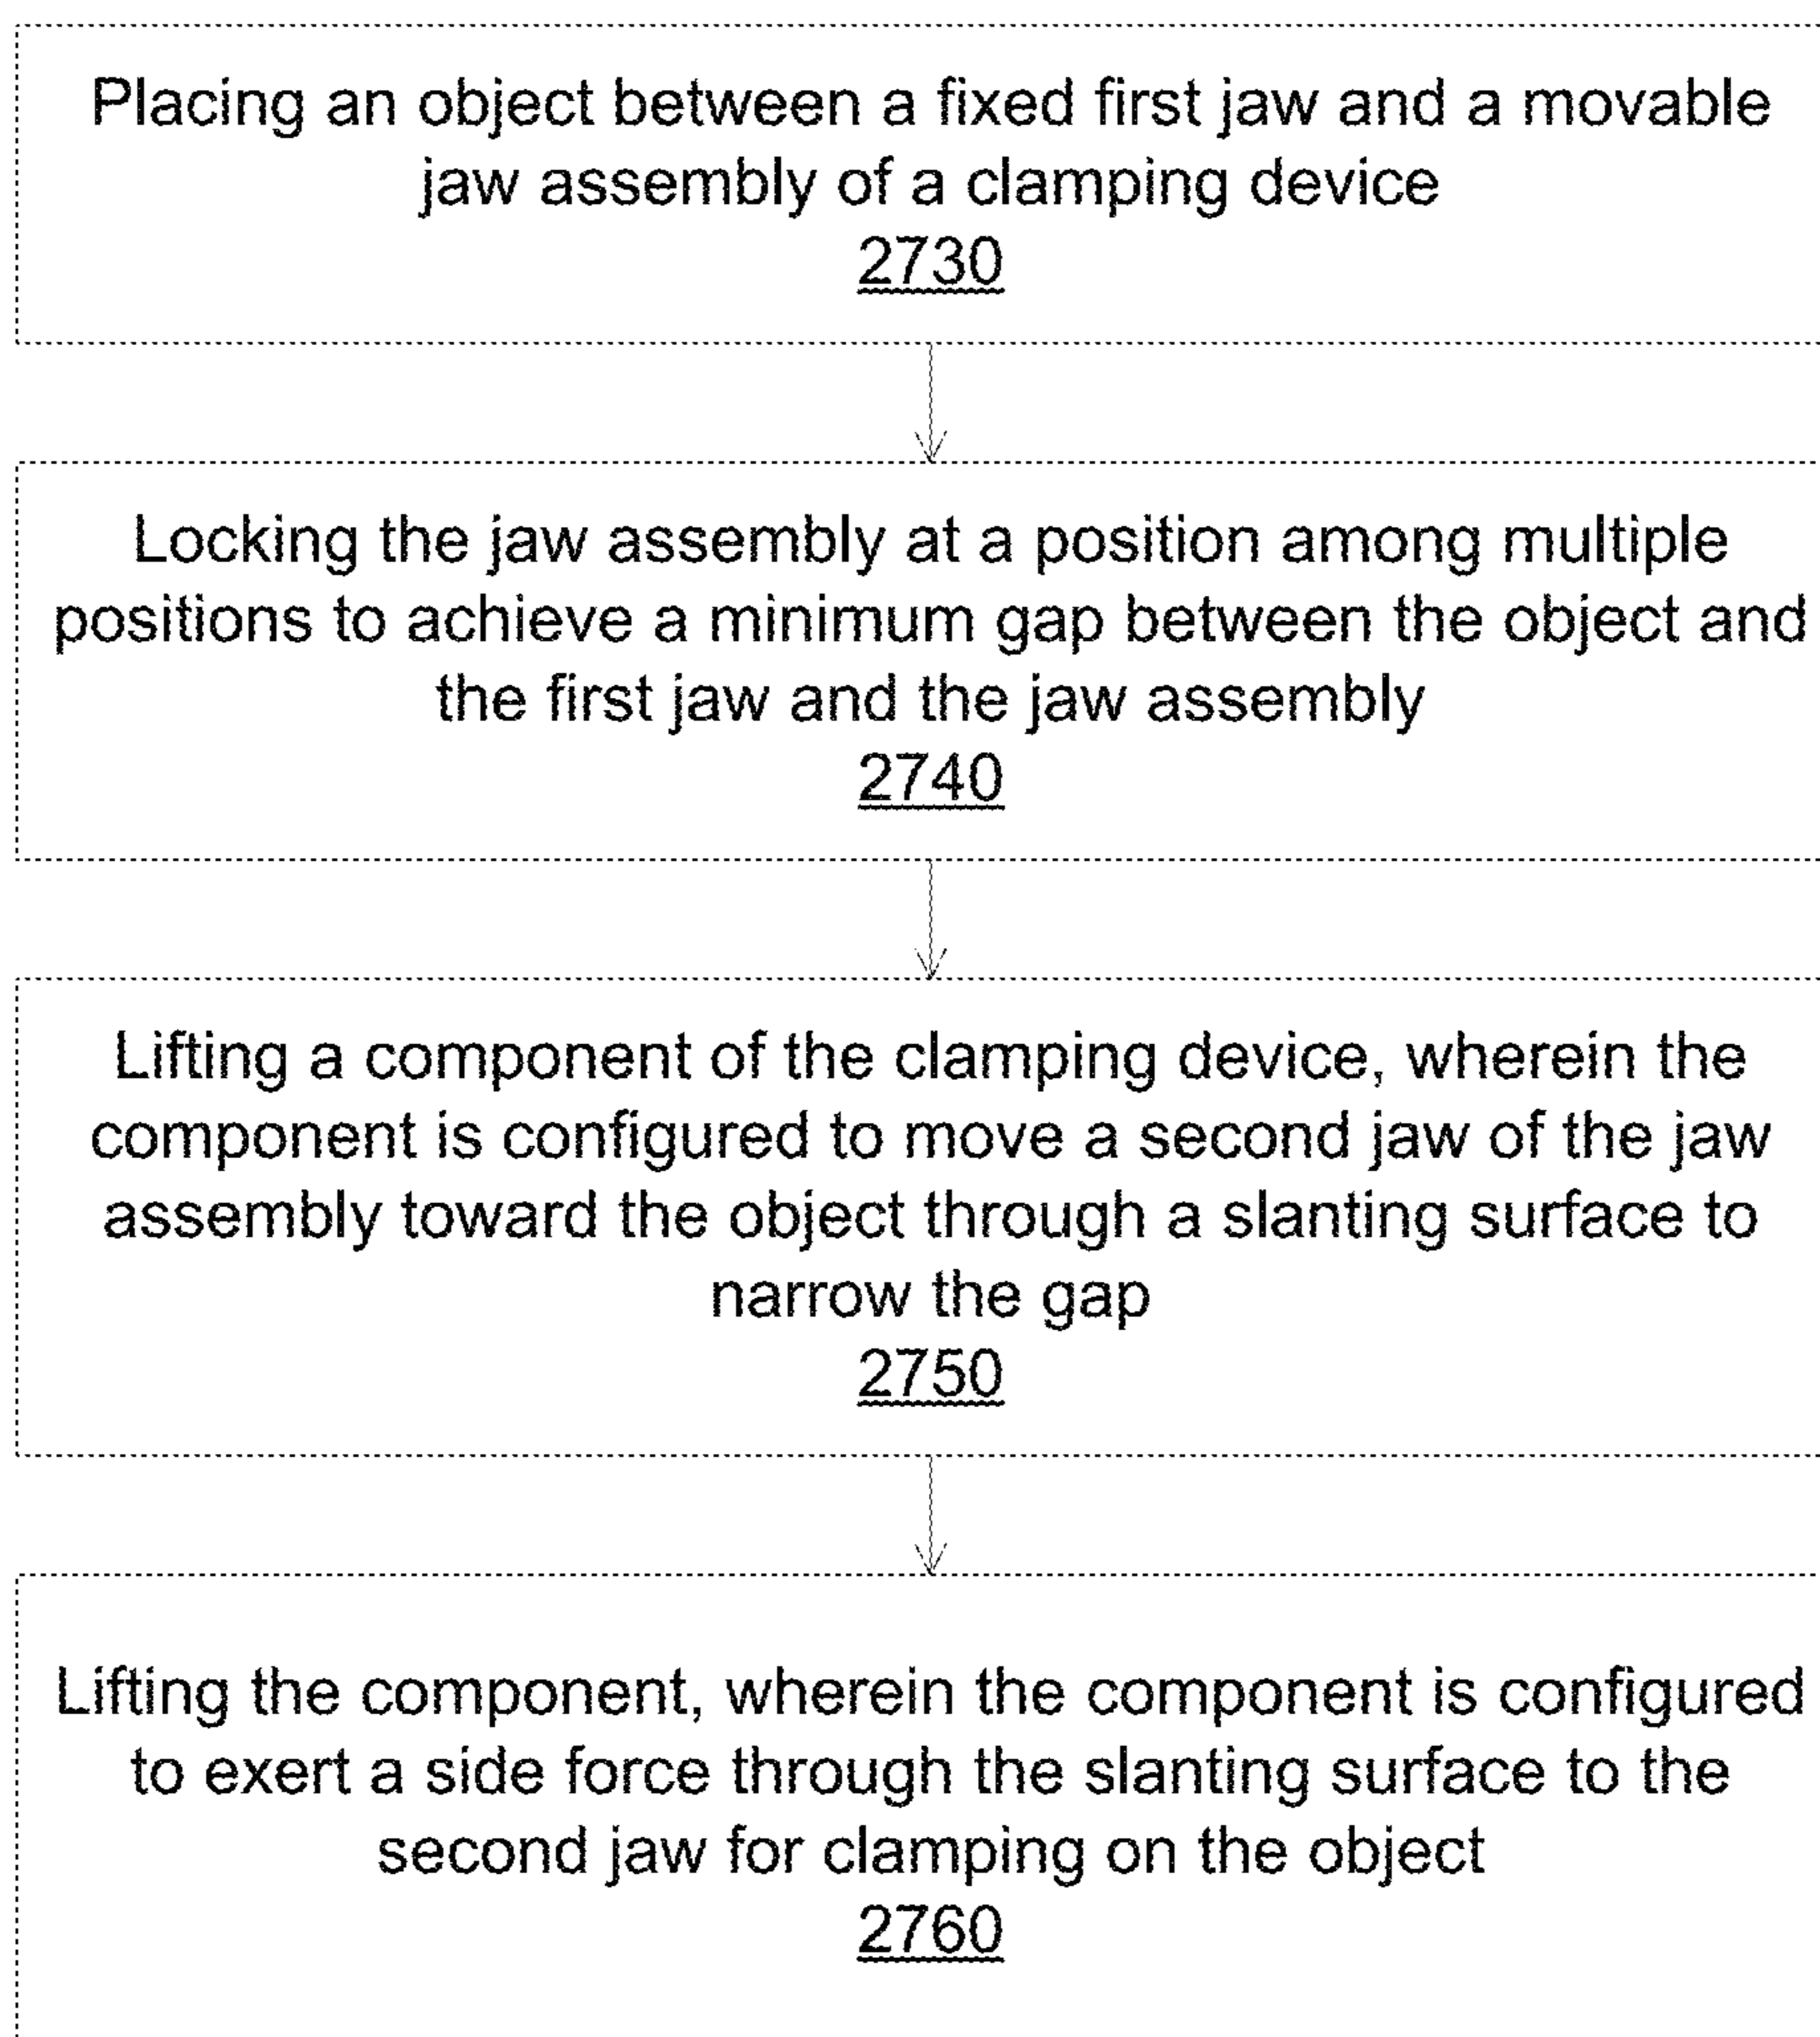 Placing an object between a fixed first jaw and a movable
jaw assembly of a clamping device
2730
Locking the jaw assembly at a position among multiple
positions to achieve a minimum gap between the object and
the first jaw and the jaw assembly
2740
Lifting a component of the clamping device, wherein the
component is configured to move a second jaw of the jaw
assembly toward the object through a slanting surface to
narrow the gap
2750
Lifting the component, wherein the component is configured
to exert a side force through the slanting surface to the
second jaw for clamping on the object
2760